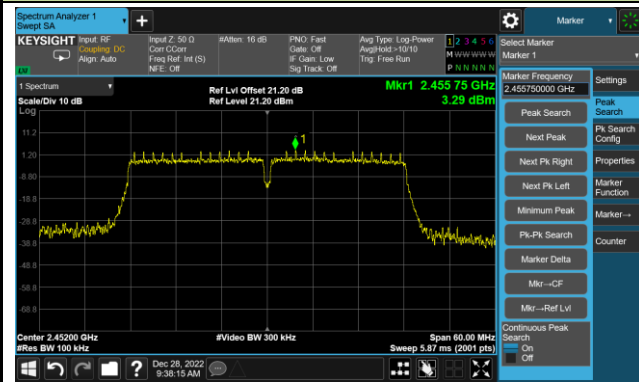 Spectrum Analyzer 1
Swept SA
Marker
KEYSIGHT
Input: RF
Coupling: DC
Align: Auto
Input Z: 50 Ω
Corr CCorr
Freq Ref: Int (S)
NFE: Off
#Atten: 16 dB
PNO: Fast
Gate: Off
IF Gain: Low
Sig Track: Off
Avg Type: Log-Power
Avg|Hold:>10/10
Trig: Free Run
1 2 3 4 5 6
M W W W W W
P N N N N N
Select Marker
Marker 1
1 Spectrum
Scale/Div 10 dB
Log
Ref Lvl Offset 21.20 dB
Ref Level 21.20 dBm
Mkr1 2.455 75 GHz
3.29 dBm
11.2
1.20
-8.80
-18.8
-28.8
-38.8
-48.8
-58.8
-68.8
1
Center 2.45200 GHz
#Res BW 100 kHz
#Video BW 300 kHz
Span 60.00 MHz
Sweep 5.87 ms (2001 pts)
Marker Frequency
2.455750000 GHz
Peak Search
Next Peak
Next Pk Right
Next Pk Left
Minimum Peak
Pk-Pk Search
Marker Delta
Mkr→CF
Mkr→Ref Lvl
Continuous Peak
Search
On
Off
Settings
Peak
Search
Pk Search
Config
Properties
Marker
Function
Marker→
Counter
Dec 28, 2022
9:38:15 AM